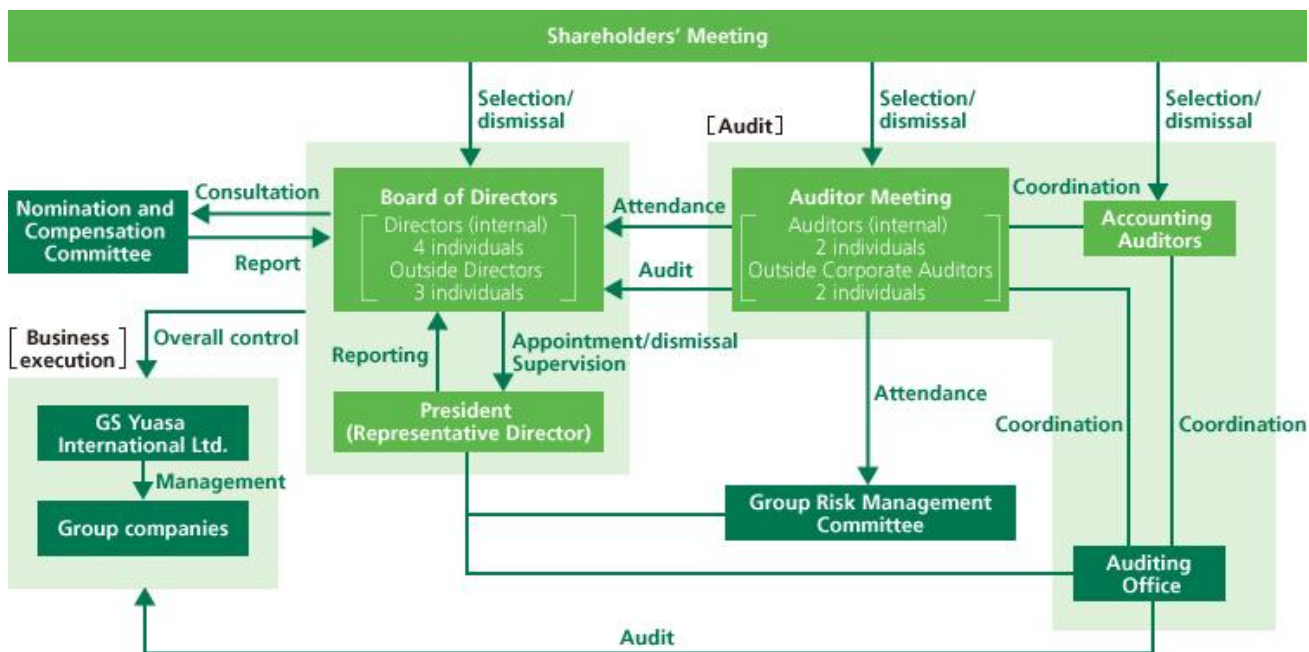 Shareholders' Meeting
Selection/
dismissal
Selection/
dismissal
Selection/
dismissal
[Audit]
Consultation
Nomination and
Compensation
Committee
Report
Board of Directors
Directors (internal)
4 individuals
Outside Directors
3 individuals
Attendance
Audit
Auditor Meeting
Auditors (internal)
2 individuals
Outside Corporate Auditors
2 individuals
Coordination
Accounting
Auditors
[Business
execution]
Overall control
Reporting
Appointment/dismissal
Supervision
President
(Representative Director)
Attendance
Coordination
Coordination
GS Yuasa
International Ltd.
Management
Group companies
Group Risk Management
Committee
Auditing
Office
Audit